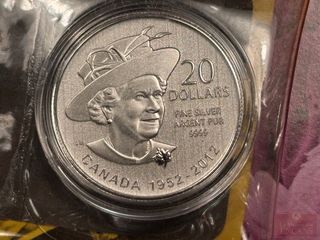 20
DOLLARS
FINE SILVER
ARGENT PUR
9999
CANADA 1952-2012